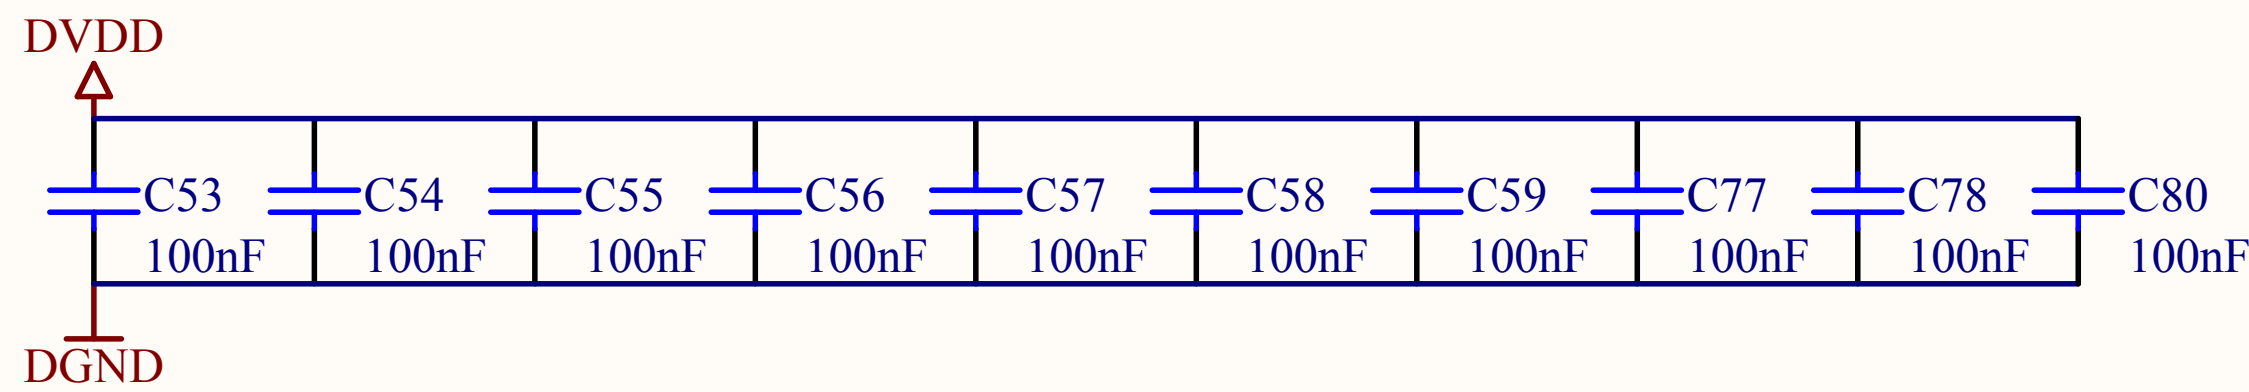 DVDD
C53 C54 C55 C56 C57 C58 C59 C77 C78 C80
100nF 100nF 100nF 100nF 100nF 100nF 100nF 100nF 100nF 100nF
DGND